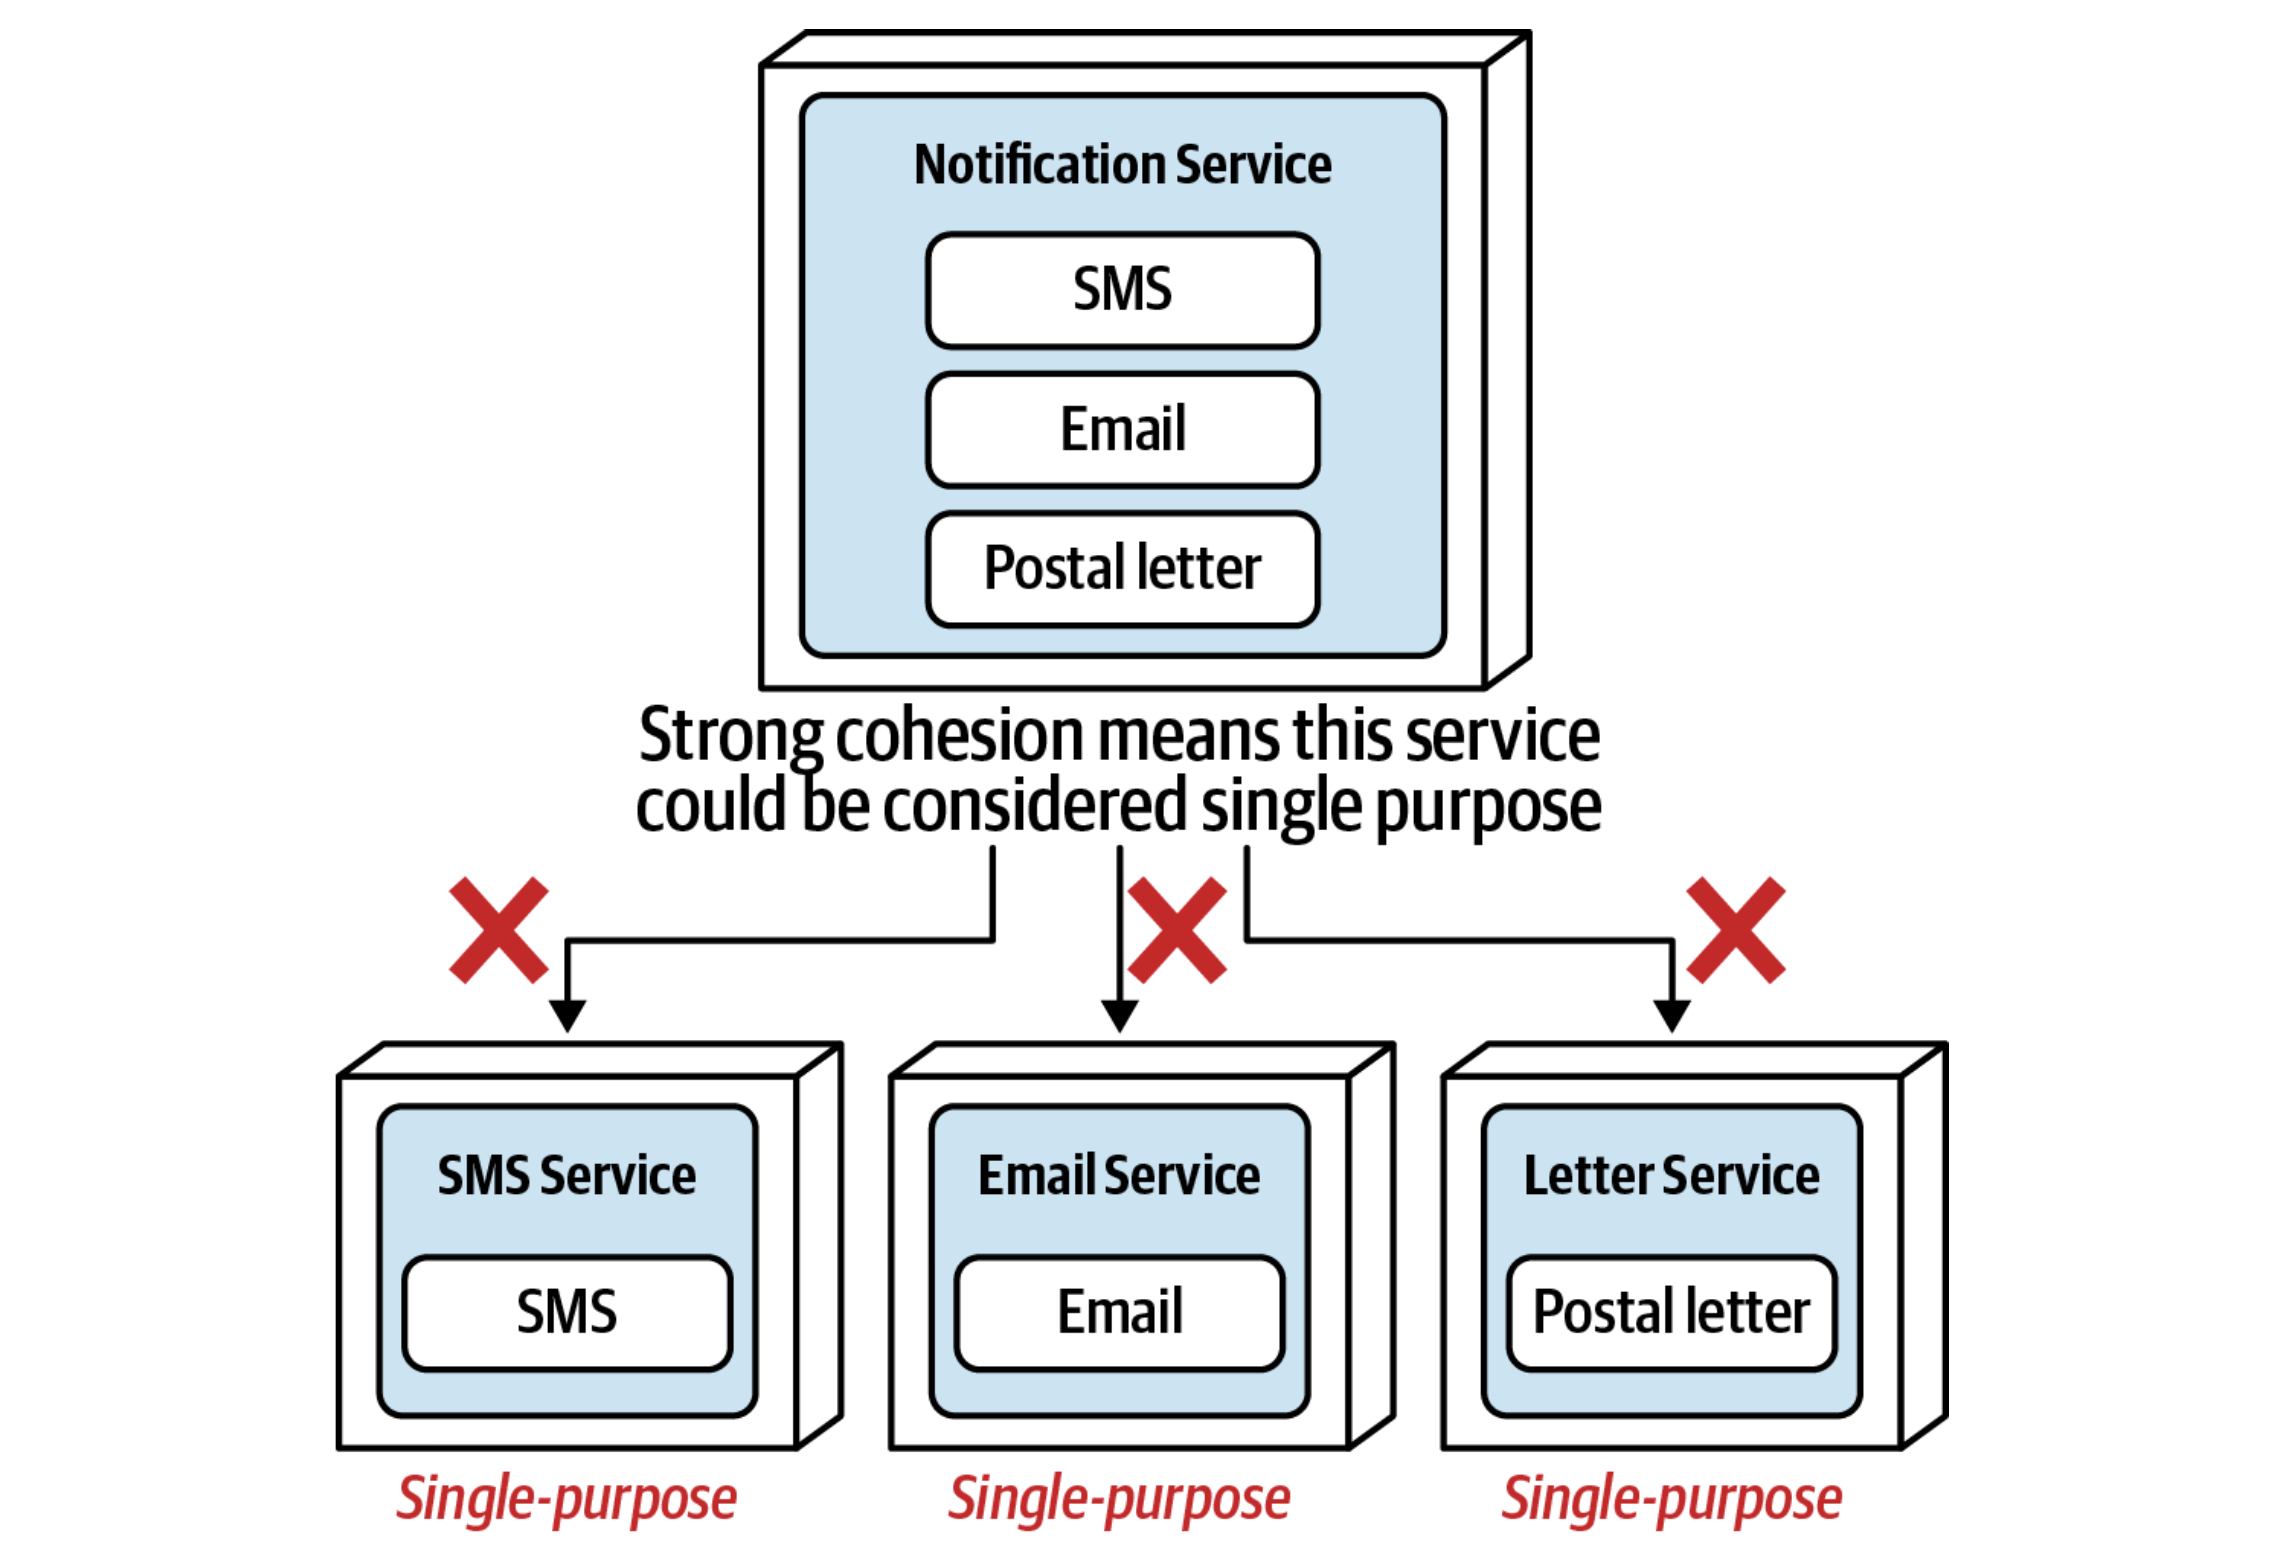 Notification Service
SMS
Email
Postal letter
Strong cohesion means this service
could be considered single purpose
SMS Service
SMS
Single-purpose
Email Service
Email
Single-purpose
Letter Service
Postal letter
Single-purpose